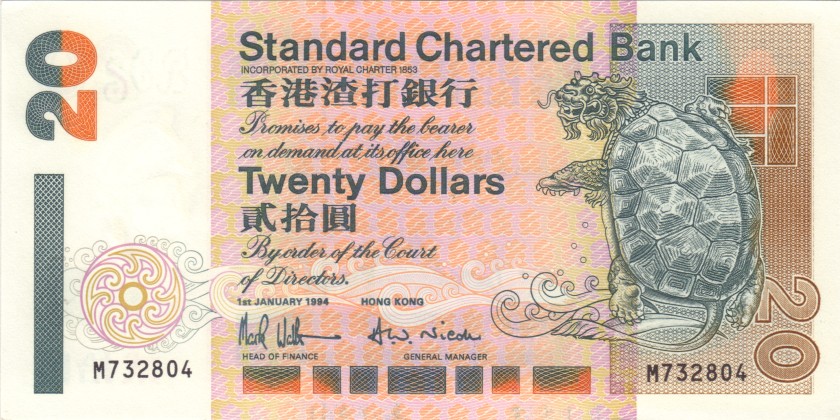 20
Standard Chartered Bank
INCORPORATED BY ROYAL CHARTER 1853
香港渣打銀行
Promises to pay the bearer
on demand at its office here
Twenty Dollars
貳拾圓
By order of the Court
of Directors.
1st JANUARY 1994 HONG KONG
HEAD OF FINANCE GENERAL MANAGER
M732804 M732804
20